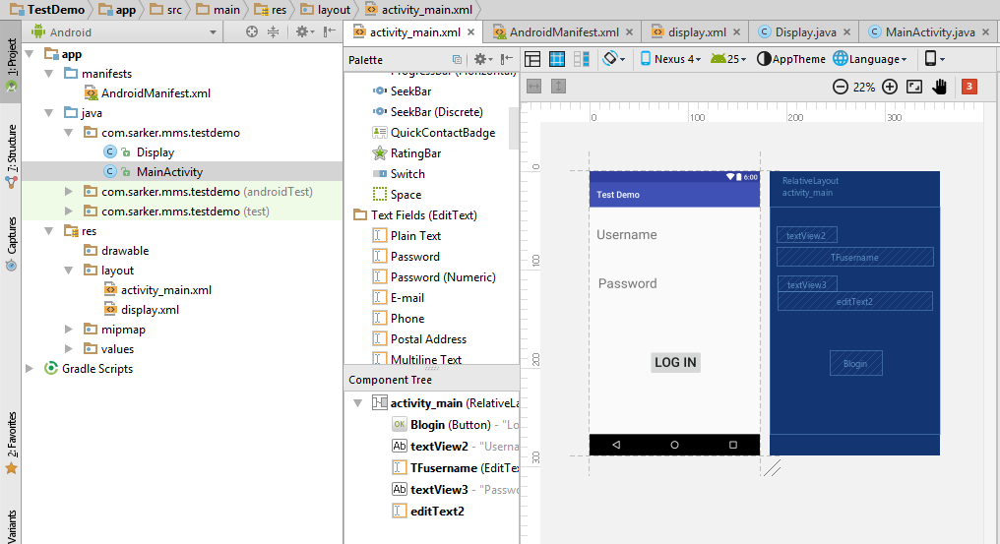 TestDemo app src main res layout activity_main.xml
Android
activity_main.xml AndroidManifest.xml display.xml Display.java MainActivity.java
1: Project
7: Structure
Captures
2: Favorites
Variants
app
manifests
AndroidManifest.xml
java
com.sarker.mms.testdemo
Display
MainActivity
com.sarker.mms.testdemo (androidTest)
com.sarker.mms.testdemo (test)
res
drawable
layout
activity_main.xml
display.xml
mipmap
values
Gradle Scripts
Palette
ProgressBar (Horizontal)
SeekBar
SeekBar (Discrete)
QuickContactBadge
RatingBar
Switch
Space
Text Fields (EditText)
Plain Text
Password
Password (Numeric)
E-mail
Phone
Postal Address
Multiline Text
Component Tree
activity_main (RelativeLa
OK Blogin (Button) - "Lo
Ab textView2 - "Userna
TFusername (EditTex
Ab textView3 - "Passwo
editText2
Nexus 4 25 AppTheme Language
22% 3
0 100 200 300
0
100
200
300
6:00
Test Demo
Username
Password
LOG IN
RelativeLayout
activity_main
textView2
TFusername
textView3
editText2
Blogin